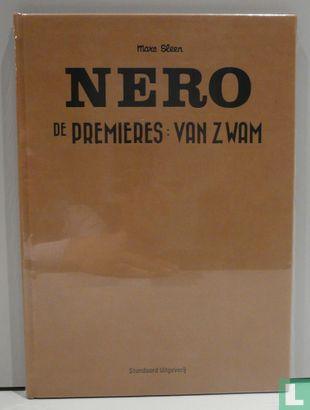 Marc Sleen
NERO
DE PREMIERES: VAN ZWAM
Standaard Uitgeverij